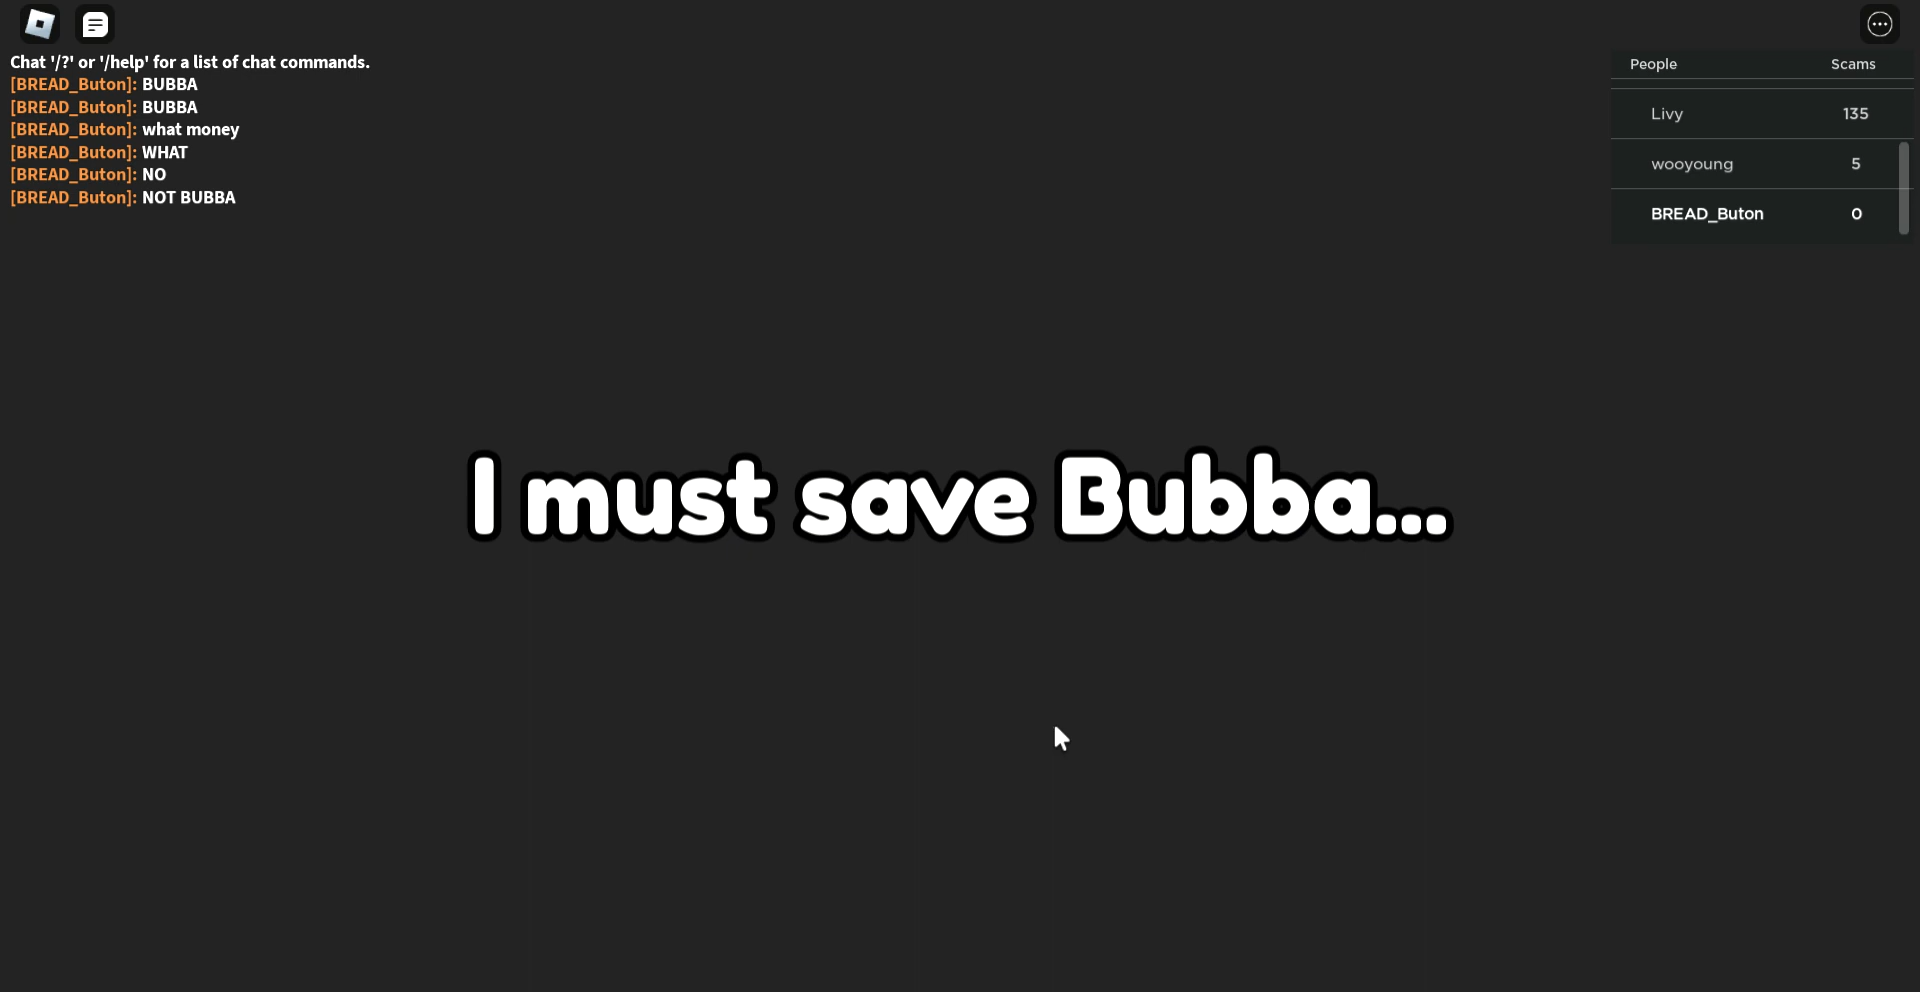 Chat '/?' or '/help' for a list of chat commands.
[BREAD_Buton]: BUBBA
[BREAD_Buton]: BUBBA
[BREAD_Buton]: what money
[BREAD_Buton]: WHAT
[BREAD_Buton]: NO
[BREAD_Buton]: NOT BUBBA
People Scams
Livy 135
wooyoung 5
BREAD_Buton 0
I must save Bubba...